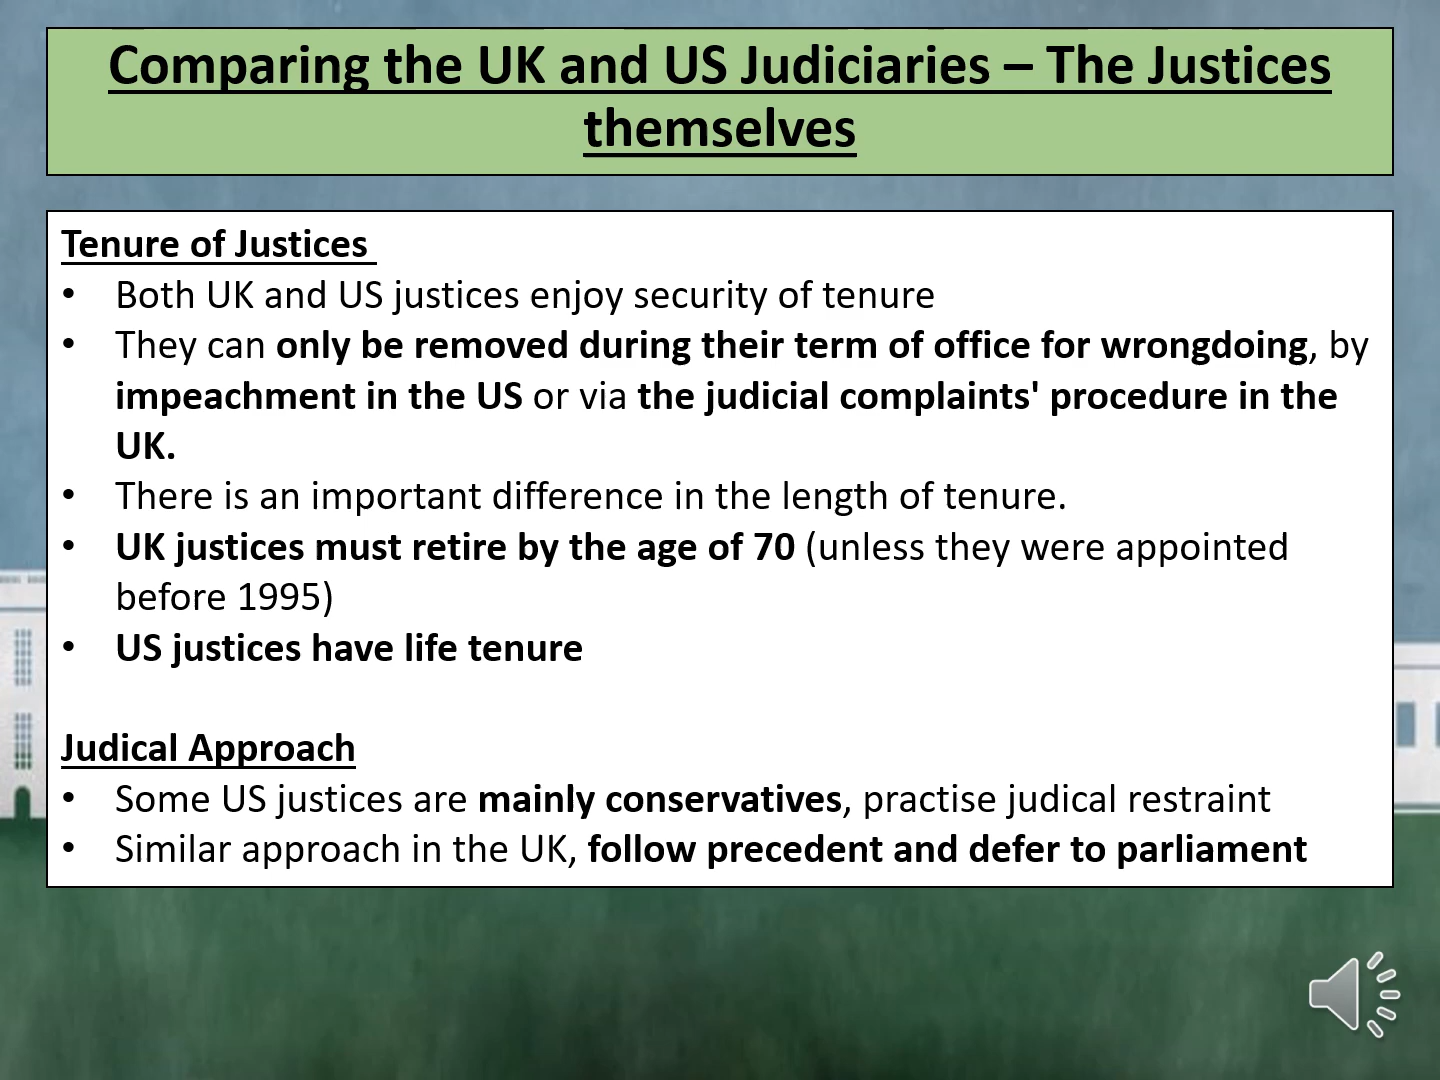 Comparing the UK and US Judiciaries – The Justices
themselves
Tenure of Justices
• Both UK and US justices enjoy security of tenure
• They can only be removed during their term of office for wrongdoing, by
impeachment in the US or via the judicial complaints' procedure in the
UK.
• There is an important difference in the length of tenure.
• UK justices must retire by the age of 70 (unless they were appointed
before 1995)
• US justices have life tenure
Judical Approach
• Some US justices are mainly conservatives, practise judical restraint
• Similar approach in the UK, follow precedent and defer to parliament